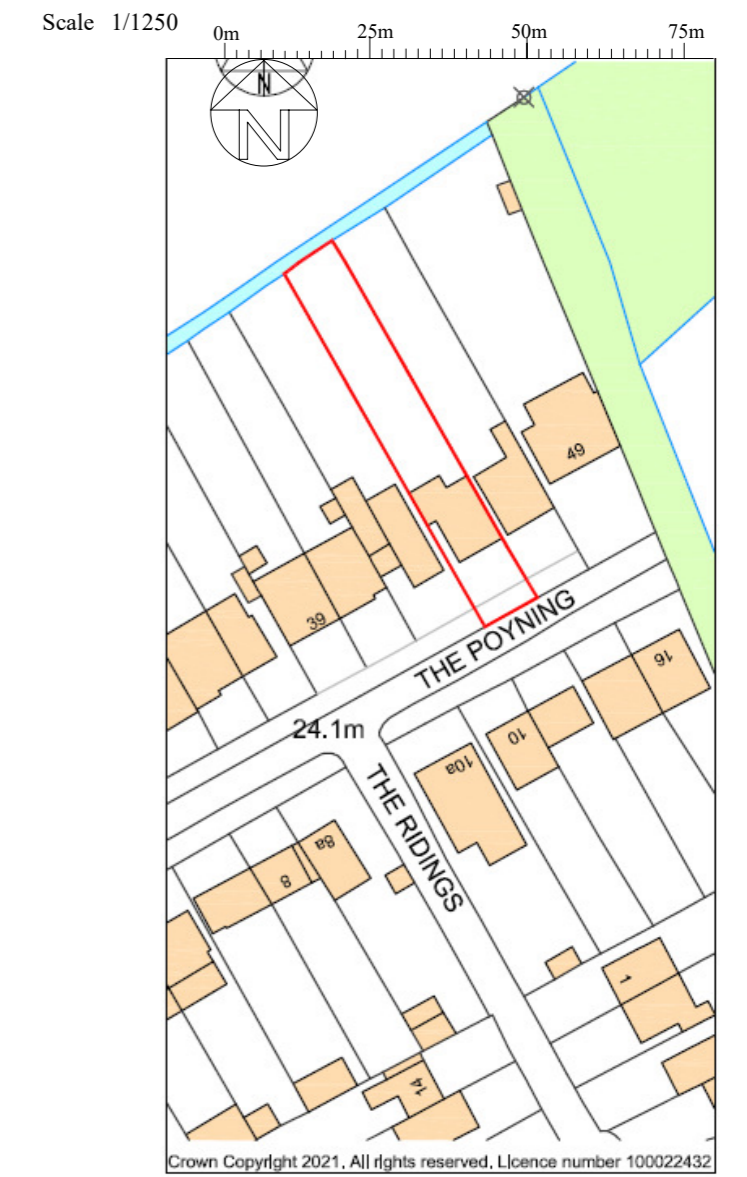 Scale 1/1250
0m 25m 50m 75m
N
N
49
39
THE POYNING
24.1m
16
10
10a
THE RIDINGS
8a
8
1
14
Crown Copyright 2021, All rights reserved, Licence number 100022432